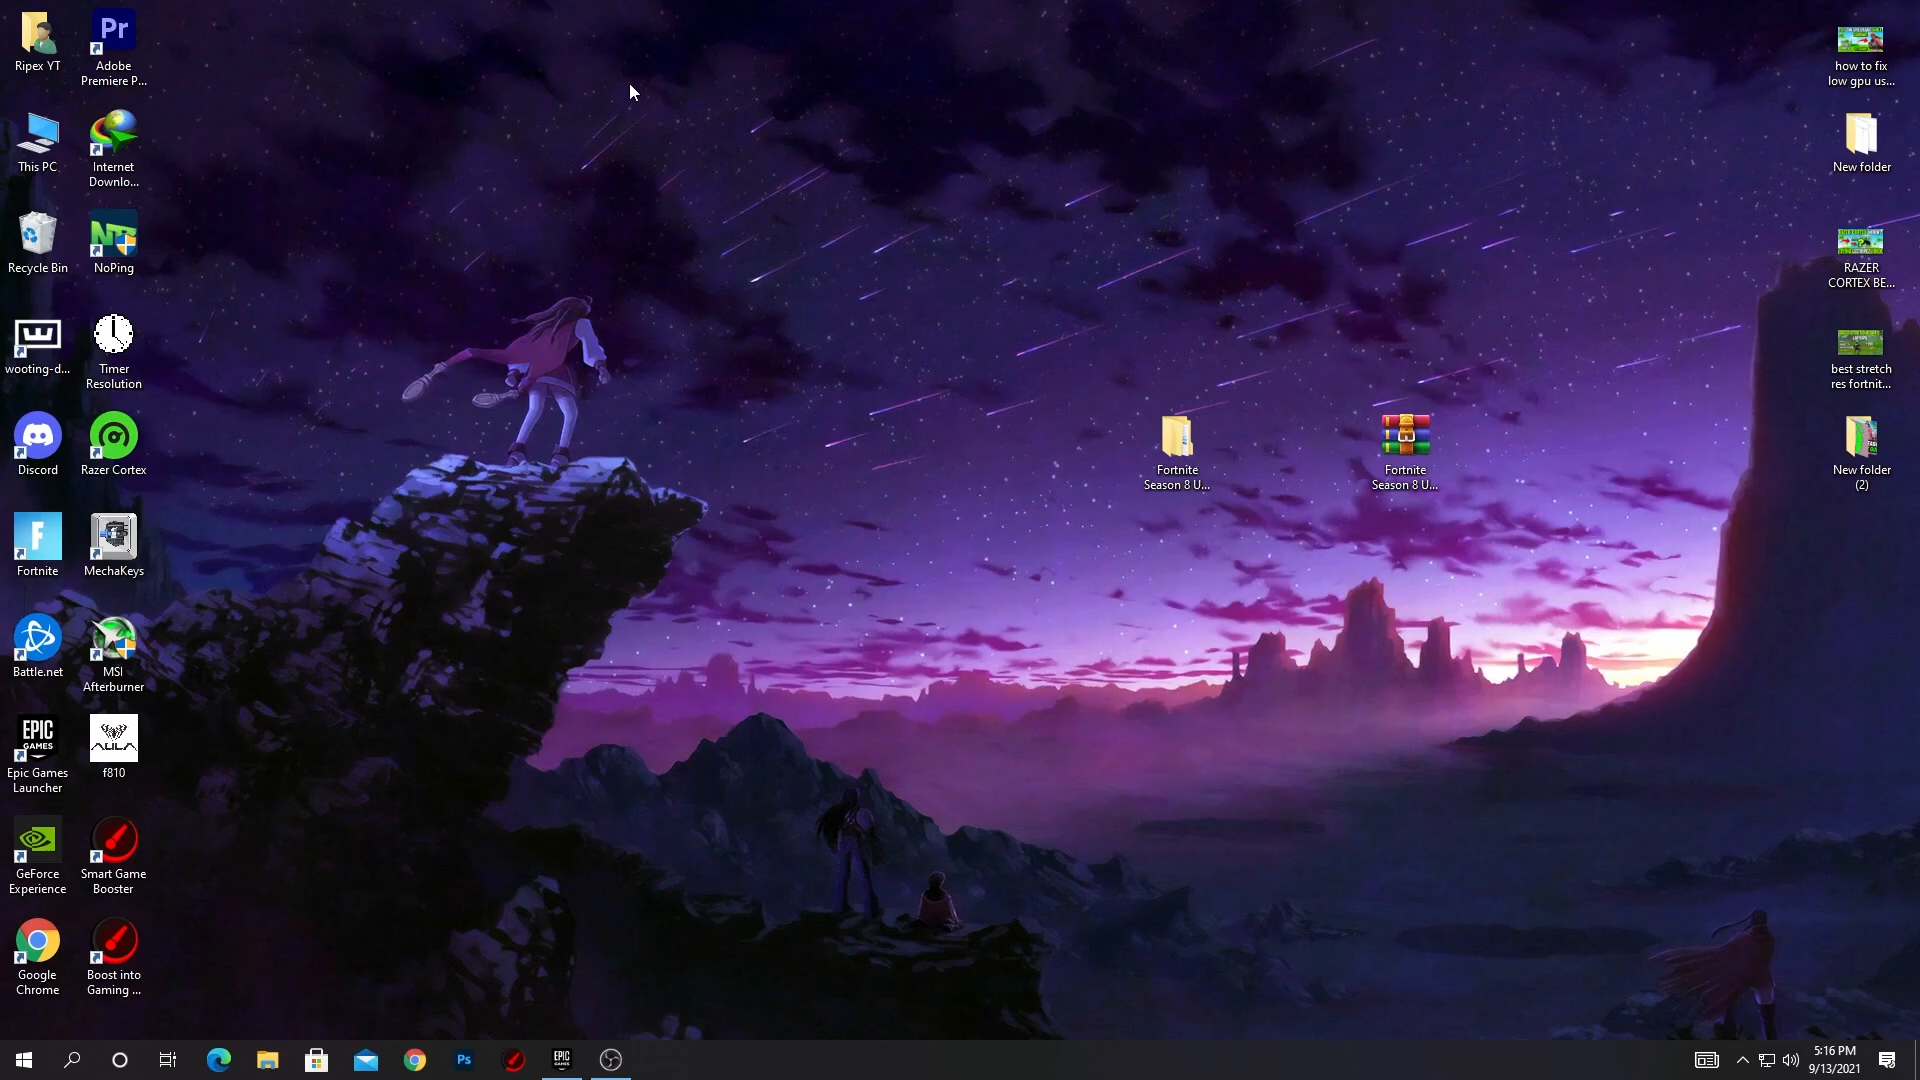 Ripex YT
Pr
Adobe
Premiere P...
This PC
Internet
Downlo...
Recycle Bin
NoPing
wooting-d...
Timer
Resolution
Discord
Razer Cortex
F
Fortnite
MechaKeys
Battle.net
MSI
Afterburner
EPIC
GAMES
Epic Games
Launcher
AULA
f810
GeForce
Experience
Smart Game
Booster
Google
Chrome
Boost into
Gaming ...
Fortnite
Season 8 U...
Fortnite
Season 8 U...
how to fix
low gpu us...
New folder
RAZER
CORTEX BE...
best stretch
res fortnit...
New folder
(2)
Ps
EPIC
GAMES
5:16 PM
9/13/2021